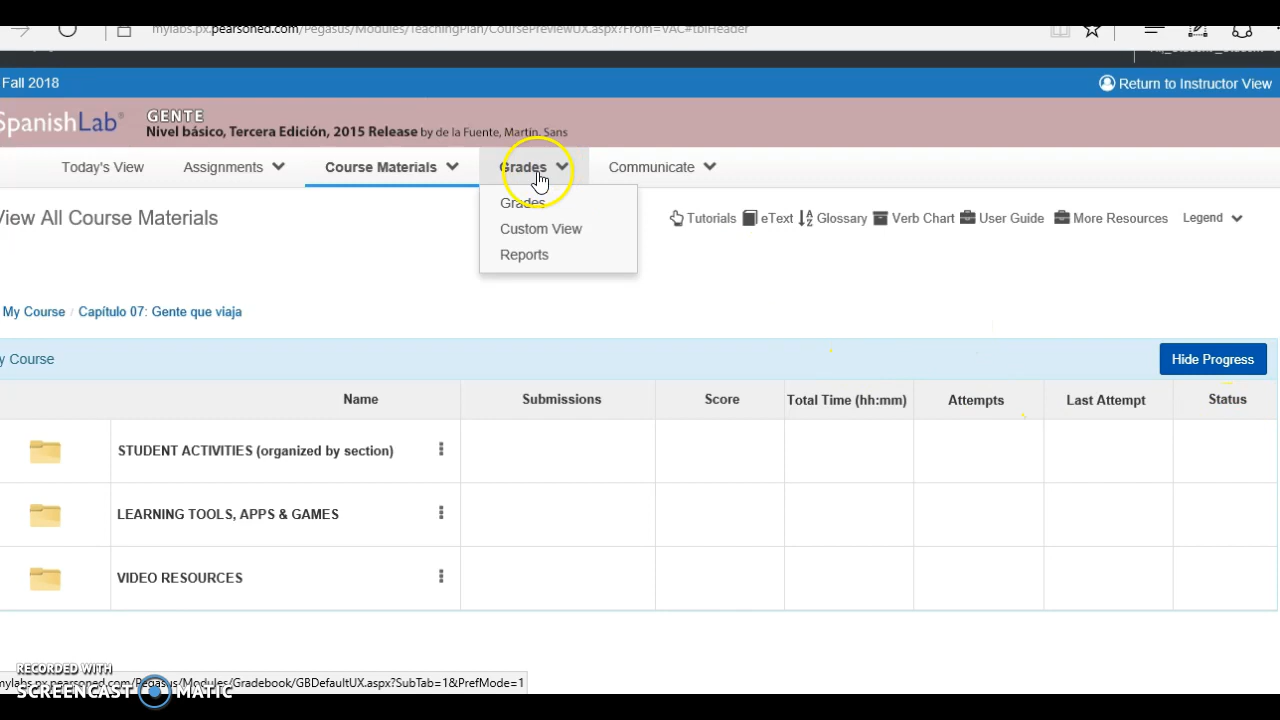 mylabs.px.pearsoned.com/Pegasus/Modules/TeachingPlan/CoursePreviewUX.aspx?From=VAC#tblHeader
Fall 2018
Return to Instructor View
SpanishLab®
GENTE
Nivel básico, Tercera Edición, 2015 Release by de la Fuente, Martín, Sans
Today's View
Assignments
Course Materials
Grades
Communicate
Grades
Custom View
Reports
View All Course Materials
Tutorials
eText
Glossary
Verb Chart
User Guide
More Resources
Legend
My Course / Capítulo 07: Gente que viaja
y Course
Hide Progress
Name
Submissions
Score
Total Time (hh:mm)
Attempts
Last Attempt
Status
STUDENT ACTIVITIES (organized by section)
LEARNING TOOLS, APPS & GAMES
VIDEO RESOURCES
RECORDED WITH
SCREENCAST MATIC
mylabs.px.pearsoned.com/Pegasus/Modules/Gradebook/GBDefaultUX.aspx?SubTab=1&PrefMode=1